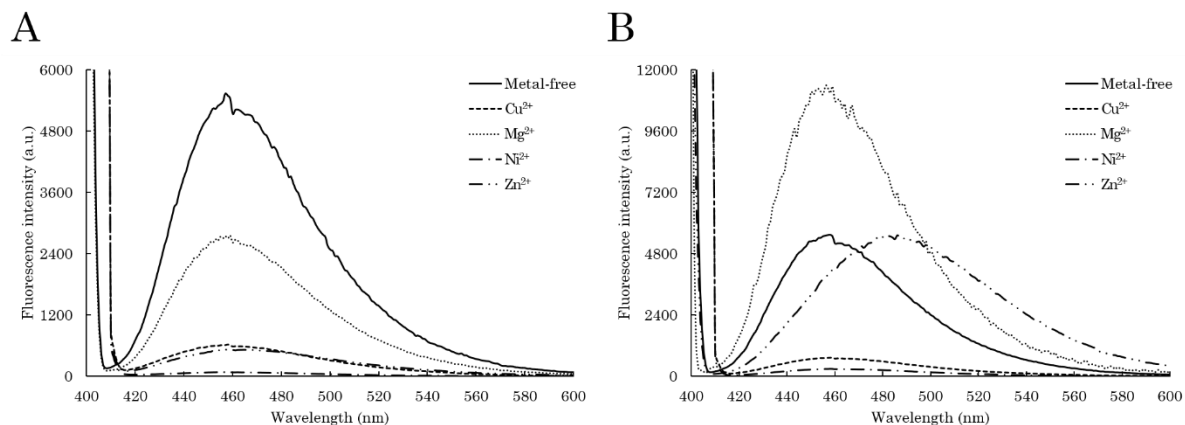 A
6000
4800
3600
2400
1200
0
400 420 440 460 480 500 520 540 560 580 600
Fluorescence intensity (a.u.)
Wavelength (nm)
Metal-free
Cu²⁺
Mg²⁺
Ni²⁺
Zn²⁺
B
12000
9600
7200
4800
2400
0
400 420 440 460 480 500 520 540 560 580 600
Fluorescence intensity (a.u.)
Wavelength (nm)
Metal-free
Cu²⁺
Mg²⁺
Ni²⁺
Zn²⁺